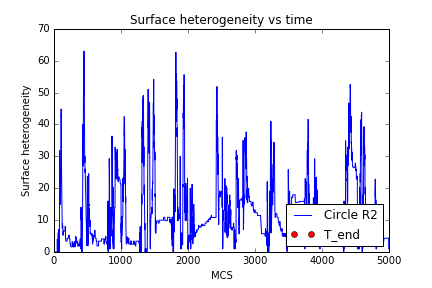 Surface heterogeneity vs time
70
60
50
40
30
20
10
0
Surface heterogeneity
Circle R2
T_end
0 1000 2000 3000 4000 5000
MCS